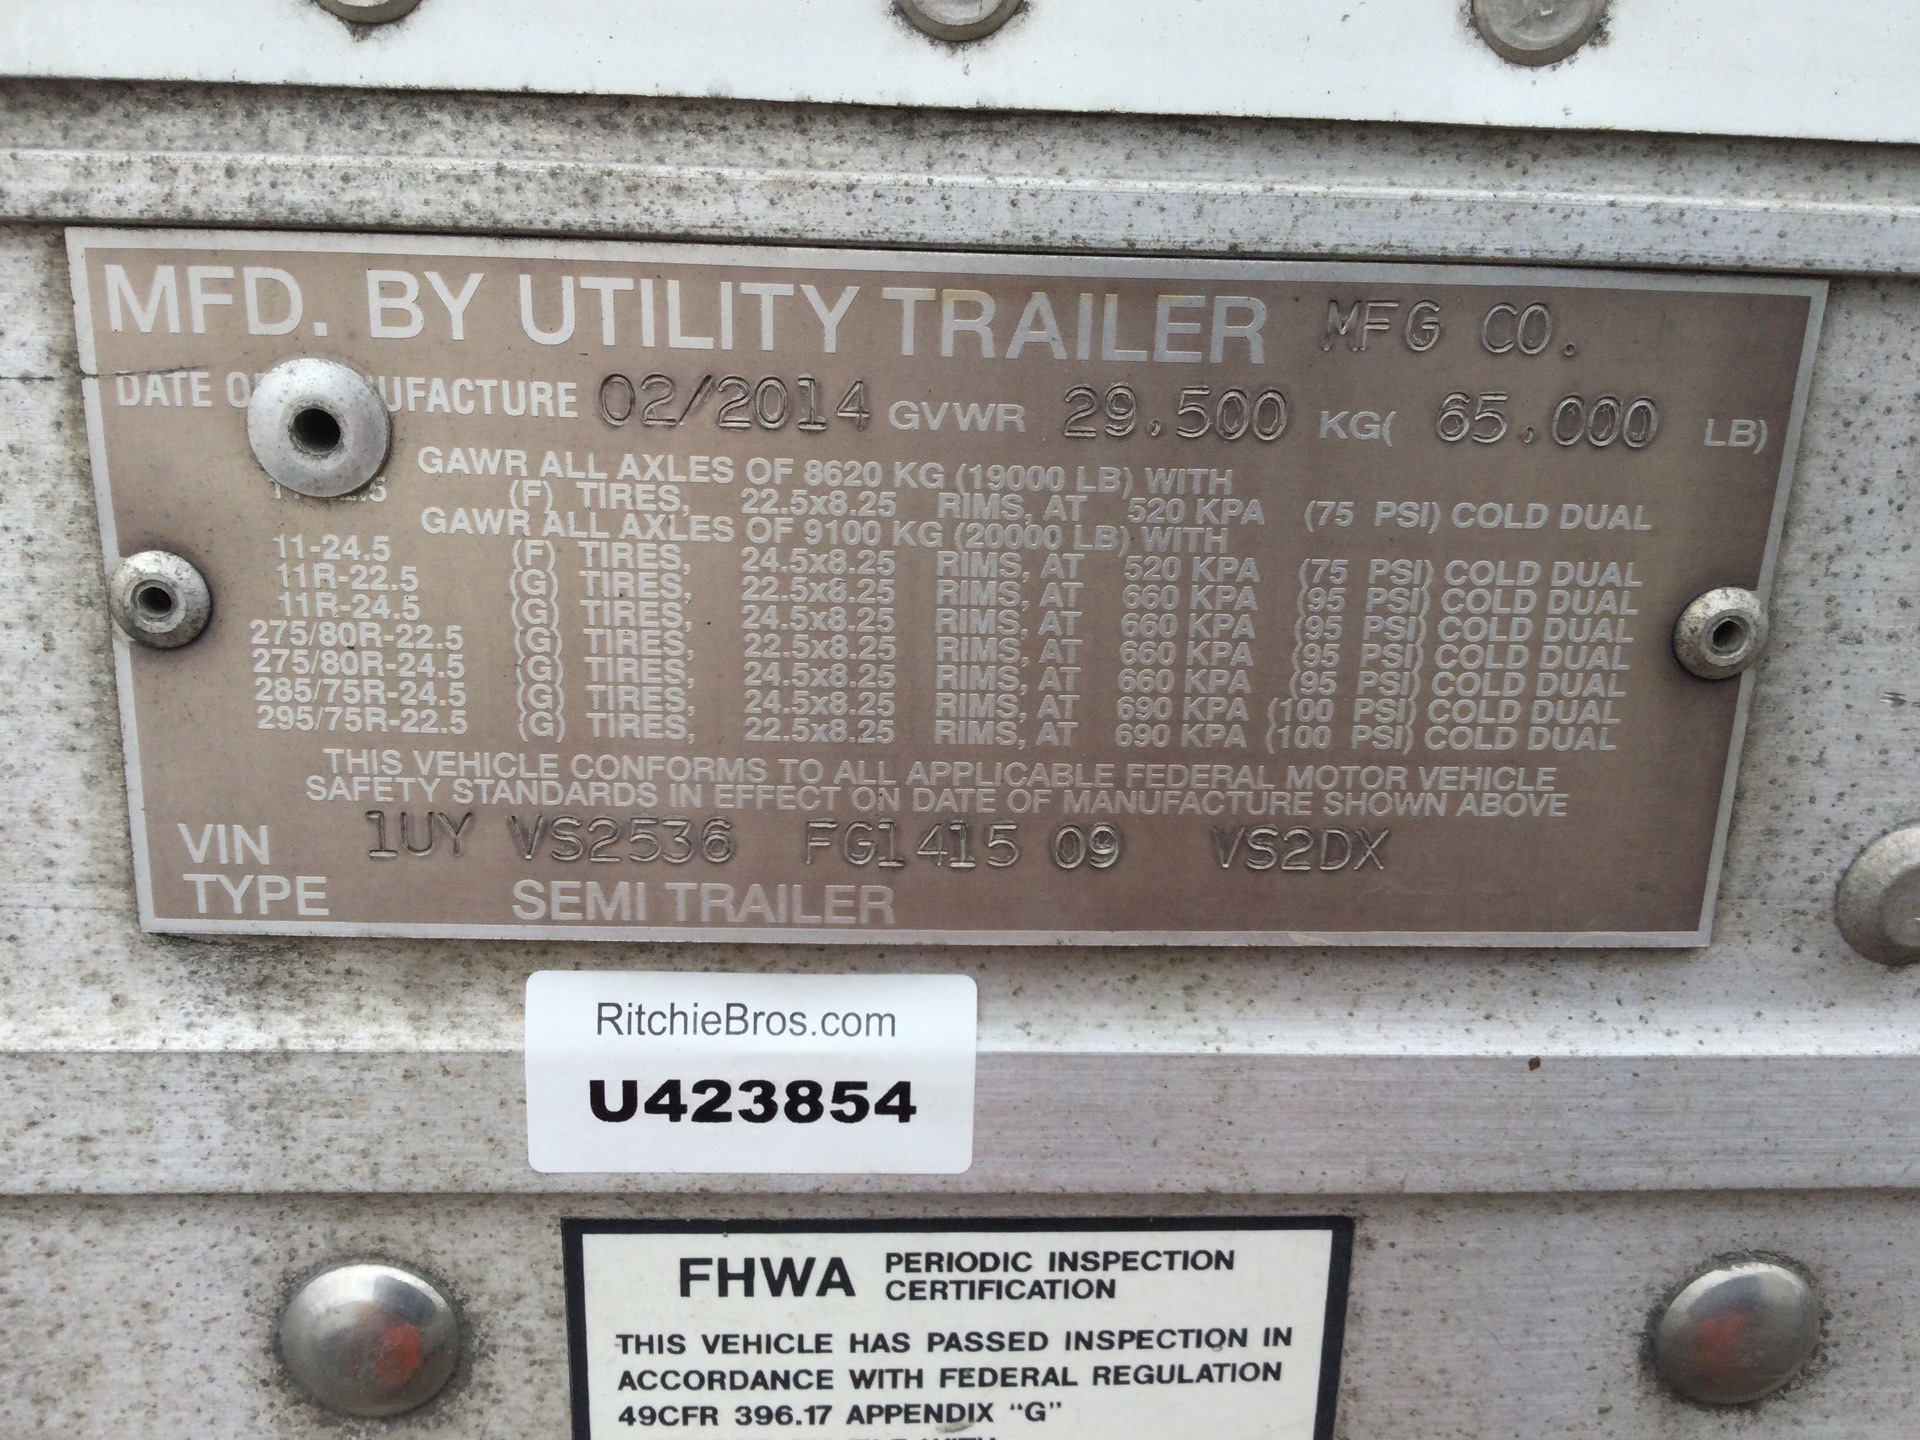 MFD. BY UTILITY TRAILER MFG CO.
DATE OF MANUFACTURE 02/2014 GVWR 29,500 KG( 65,000 LB)
GAWR ALL AXLES OF 8620 KG (19000 LB) WITH
(F) TIRES, 22.5x8.25 RIMS, AT 520 KPA (75 PSI) COLD DUAL
GAWR ALL AXLES OF 9100 KG (20000 LB) WITH
11-24.5 (F) TIRES, 24.5x8.25 RIMS, AT 520 KPA (75 PSI) COLD DUAL
11R-22.5 (G) TIRES, 22.5x8.25 RIMS, AT 660 KPA (95 PSI) COLD DUAL
11R-24.5 (G) TIRES, 24.5x8.25 RIMS, AT 660 KPA (95 PSI) COLD DUAL
275/80R-22.5 (G) TIRES, 22.5x8.25 RIMS, AT 660 KPA (95 PSI) COLD DUAL
275/80R-24.5 (G) TIRES, 24.5x8.25 RIMS, AT 660 KPA (95 PSI) COLD DUAL
285/75R-24.5 (G) TIRES, 24.5x8.25 RIMS, AT 690 KPA (100 PSI) COLD DUAL
295/75R-22.5 (G) TIRES, 22.5x8.25 RIMS, AT 690 KPA (100 PSI) COLD DUAL
THIS VEHICLE CONFORMS TO ALL APPLICABLE FEDERAL MOTOR VEHICLE
SAFETY STANDARDS IN EFFECT ON DATE OF MANUFACTURE SHOWN ABOVE
VIN 1UY VS2536 FG1415 09 VS2DX
TYPE SEMI TRAILER
RitchieBros.com
U423854
FHWA PERIODIC INSPECTION
CERTIFICATION
THIS VEHICLE HAS PASSED INSPECTION IN
ACCORDANCE WITH FEDERAL REGULATION
49CFR 396.17 APPENDIX "G"